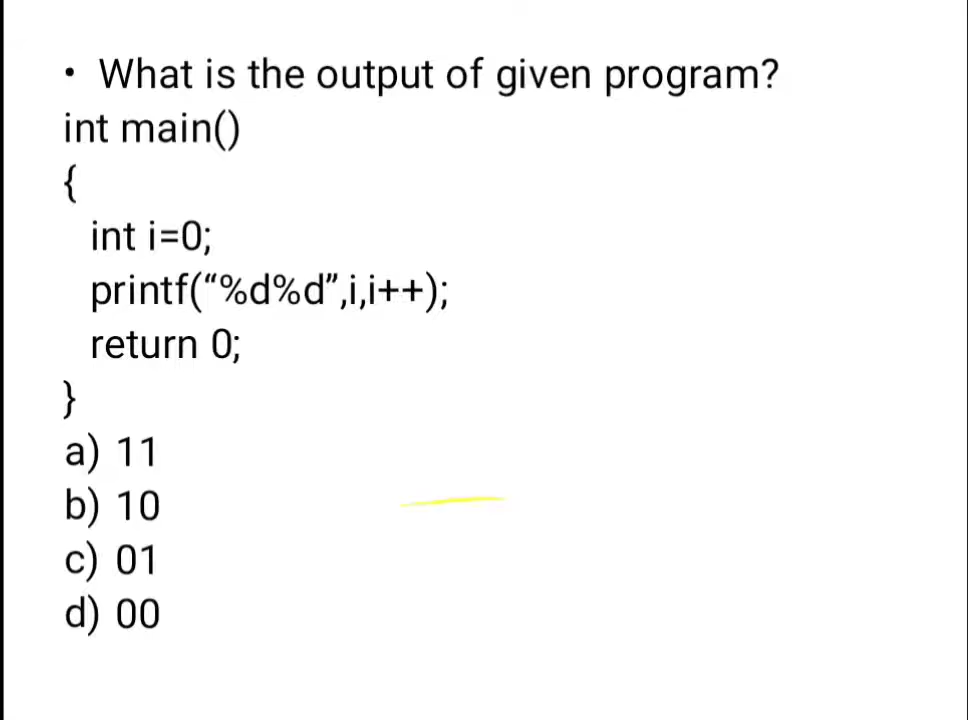 • What is the output of given program?
int main()
{
int i=0;
printf(“%d%d”,i,i++);
return 0;
}
a) 11
b) 10
c) 01
d) 00